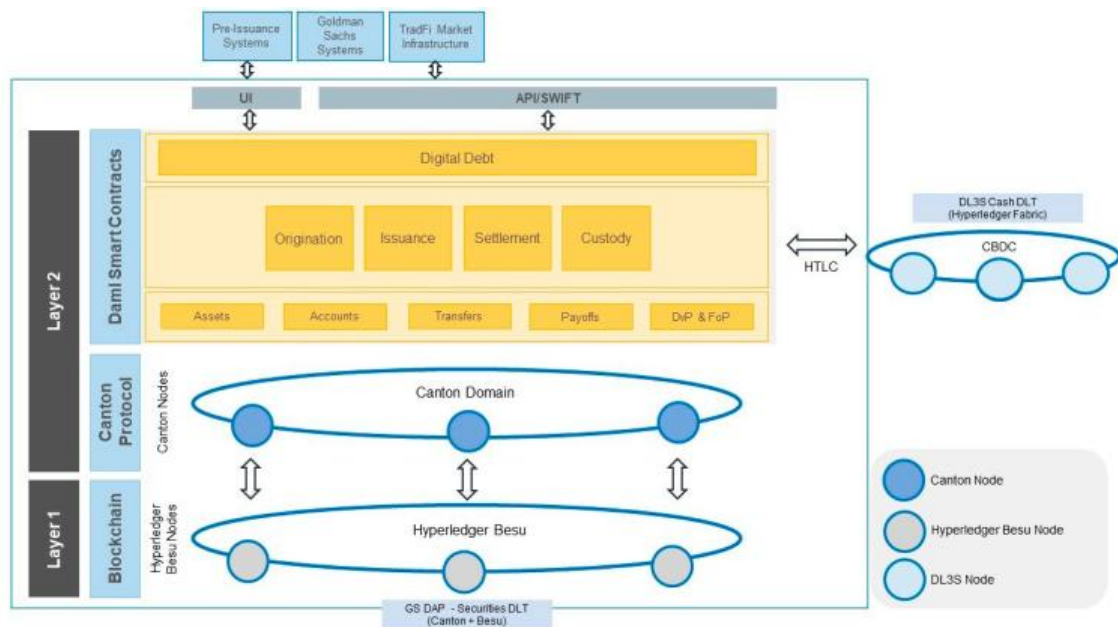 Pre-Issuance
Systems
Goldman
Sachs
Systems
TradFi Market
Infrastructure
UI
API/SWIFT
Layer 2
Daml Smart Contracts
Digital Debt
Origination
Issuance
Settlement
Custody
Assets
Accounts
Transfers
Payoffs
DvP & FoP
HTLC
DL3S Cash DLT
(Hyperledger Fabric)
CBDC
Canton
Protocol
Canton Nodes
Canton Domain
Layer 1
Blockchain
Hyperledger
Besu Nodes
Hyperledger Besu
GS DAP - Securities DLT
(Canton + Besu)
Canton Node
Hyperledger Besu Node
DL3S Node